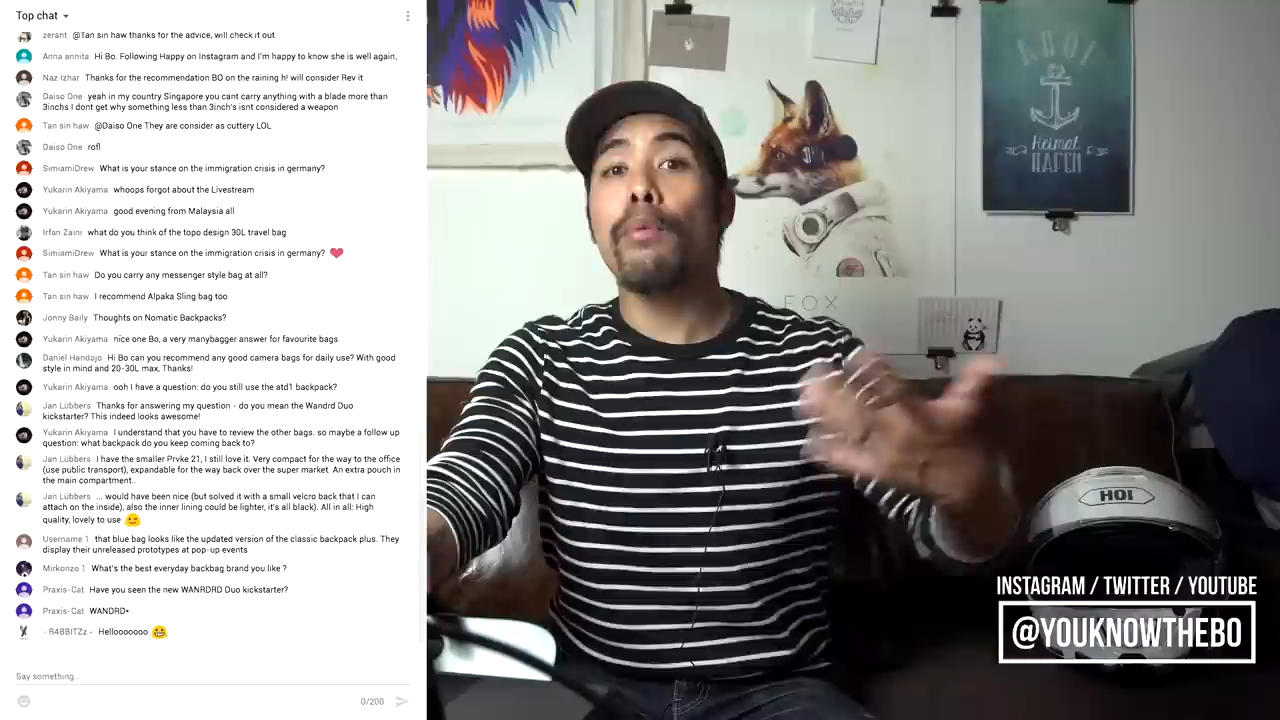 Top chat
zerant @Tan sin haw thanks for the advice, will check it out
Anna annita Hi Bo. Following Happy on Instagram and I'm happy to know she is well again,
Naz Izhar Thanks for the recommendation BO on the raining h! will consider Rev it
Daiso One yeah in my country Singapore you cant carry anything with a blade more than
3inchs I dont get why something less than 3inch's isnt considered a weapon
Tan sin haw @Daiso One They are consider as cuttery LOL
Daiso One rofl
SimiamiDrew What is your stance on the immigration crisis in germany?
Yukarin Akiyama whoops forgot about the Livestream
Yukarin Akiyama good evening from Malaysia all
Irfan Zaini what do you think of the topo design 30L travel bag
SimiamiDrew What is your stance on the immigration crisis in germany? ❤
Tan sin haw Do you carry any messenger style bag at all?
Tan sin haw I recommend Alpaka Sling bag too
Jonny Baily Thoughts on Nomatic Backpacks?
Yukarin Akiyama nice one Bo, a very manybagger answer for favourite bags
Daniel Handojo Hi Bo can you recommend any good camera bags for daily use? With good
style in mind and 20-30L max, Thanks!
Yukarin Akiyama ooh I have a question: do you still use the atd1 backpack?
Jan Lübbers Thanks for answering my question - do you mean the Wandrd Duo
kickstarter? This indeed looks awesome!
Yukarin Akiyama I understand that you have to review the other bags. so maybe a follow up
question: what backpack do you keep coming back to?
Jan Lübbers I have the smaller Prvke 21, I still love it. Very compact for the way to the office
(use public transport), expandable for the way back over the super market. An extra pouch in
the main compartment..
Jan Lübbers ... would have been nice (but solved it with a small velcro back that I can
attach on the inside), also the inner lining could be lighter, it's all black). All in all: High
quality, lovely to use 😉
Username 1 that blue bag looks like the updated version of the classic backpack plus. They
display their unreleased prototypes at pop-up events
Mirkonzo 1 What's the best everyday backbag brand you like ?
Praxis-Cat Have you seen the new WANRDRD Duo kickstarter?
Praxis-Cat WANDRD*
- R4BBITZz - Hellooooooo 😀
Say something...
0/200
AHOI
Heimat
HAFEN
FOX
HOI
INSTAGRAM / TWITTER / YOUTUBE
@YOUKNOWTHEBO